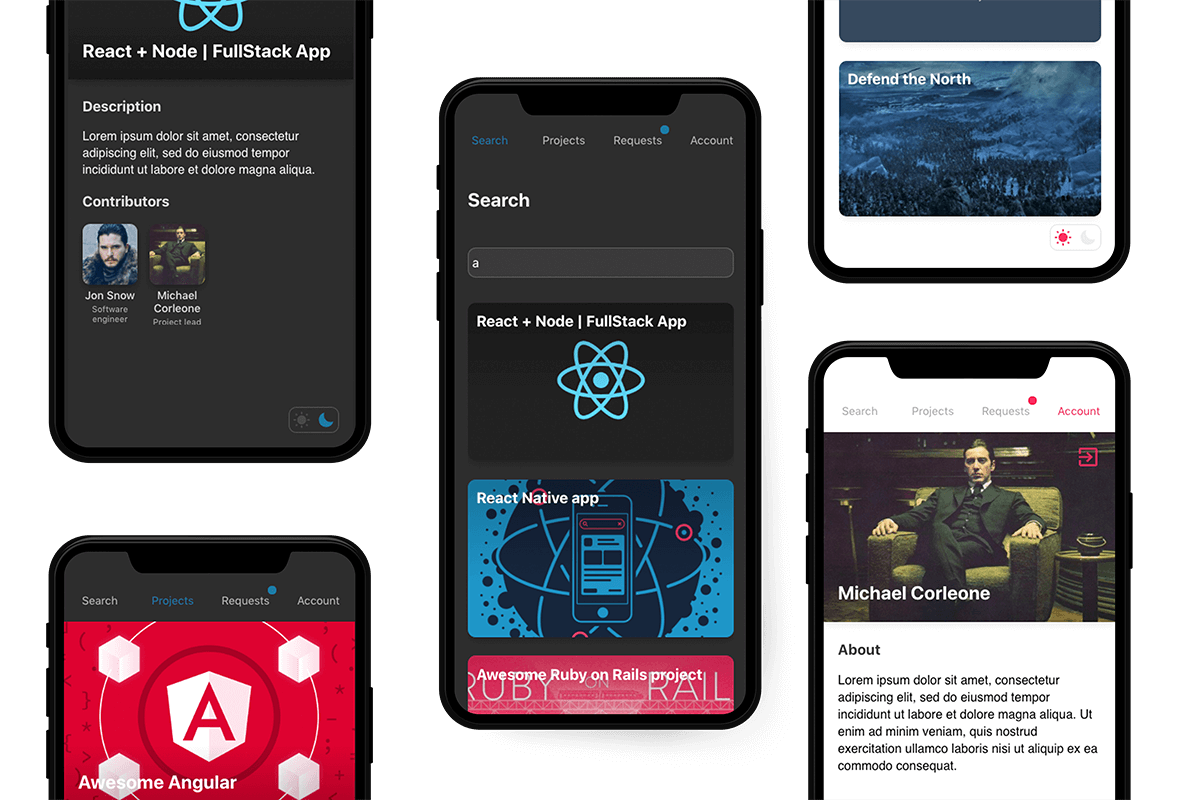 React + Node | FullStack App
Description
Lorem ipsum dolor sit amet, consectetur
adipiscing elit, sed do eiusmod tempor
incididunt ut labore et dolore magna aliqua.
Contributors
Jon Snow
Software
engineer
Michael
Corleone
Project lead
Search Projects Requests Account
Awesome Angular
Search Projects Requests Account
Search
a
React + Node | FullStack App
React Native app
Awesome Ruby on Rails project
RUBY ON RAIL
Defend the North
Search Projects Requests Account
Michael Corleone
About
Lorem ipsum dolor sit amet, consectetur
adipiscing elit, sed do eiusmod tempor
incididunt ut labore et dolore magna aliqua. Ut
enim ad minim veniam, quis nostrud
exercitation ullamco laboris nisi ut aliquip ex ea
commodo consequat.